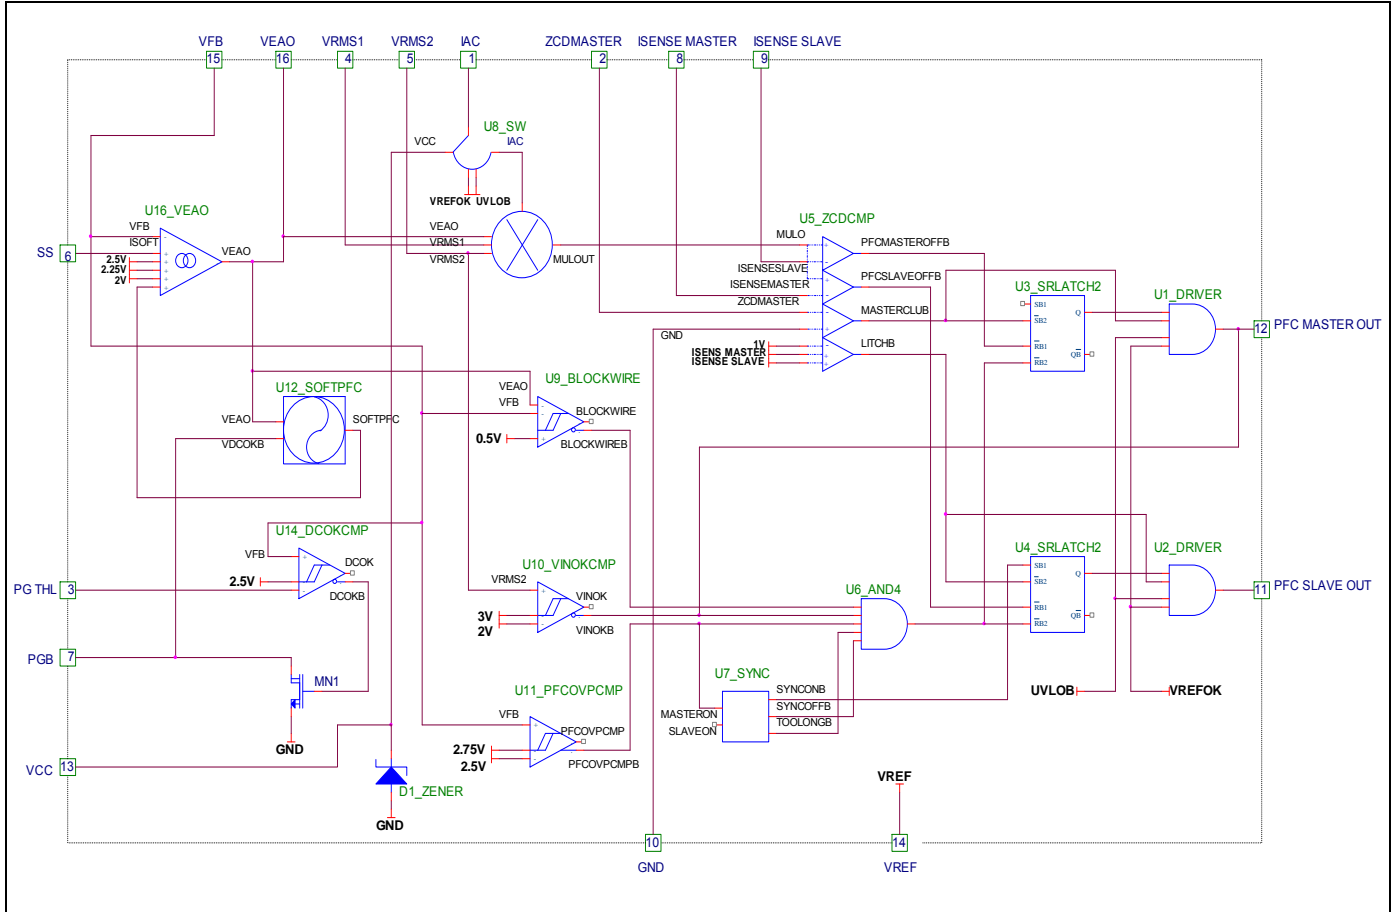 VFB VEAO VRMS1 VRMS2 IAC ZCDMASTER ISENSE MASTER ISENSE SLAVE
15 16 4 5 1 2 8 9
U8_SW
VCC IAC
VREFOK UVLOB
U16_VEAO
VFB
ISOFT
VEAO
2.5V
2.25V
2V
SS
6
VEAO
VRMS1
VRMS2
MULOUT
U5_ZCDCMP
MULO
PFCMASTEROFFB
ISENSESLAVE
PFCSLAVEOFFB
ISENSEMASTER
ZCDMASTER
MASTERCLUB
GND
LITCHB
1V
ISENS MASTER
ISENS SLAVE
U3_SRLATCH2
SB1
SB2
RB1
RB2
Q
QB
U1_DRIVER
12 PFC MASTER OUT
U12_SOFTPFC
VEAO
SOFTPFC
VDCOKB
U9_BLOCKWIRE
VEAO
VFB
BLOCKWIRE
0.5V
BLOCKWIREB
U14_DCOKCMP
VFB
DCOK
2.5V
DCOKB
PG THL
3
U10_VINOKCMP
VRMS2
VINOK
3V
2V
VINOKB
U6_AND4
U4_SRLATCH2
SB1
SB2
RB1
RB2
Q
QB
U2_DRIVER
11 PFC SLAVE OUT
PGB
7
MN1
GND
U11_PFCOVPCMP
VFB
PFCOVPCMP
2.75V
2.5V
PFCOVPCMPB
U7_SYNC
SYNCONB
MASTERON
SYNCOFFB
SLAVEON
TOOLONGB
UVLOB
VREFOK
VCC
13
D1_ZENER
GND
VREF
10
GND
14
VREF